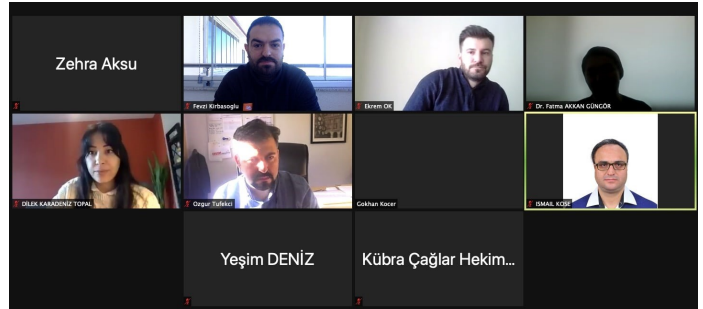 Zehra Aksu
Fevzi Kirbasoglu
Ekrem OK
Dr. Fatma AKKAN GÜNGÖR
DİLEK KARADENİZ TOPAL
Ozgur Tufekci
Gokhan Kocer
ISMAIL KOSE
Yeşim DENİZ
Kübra Çağlar Hekim...